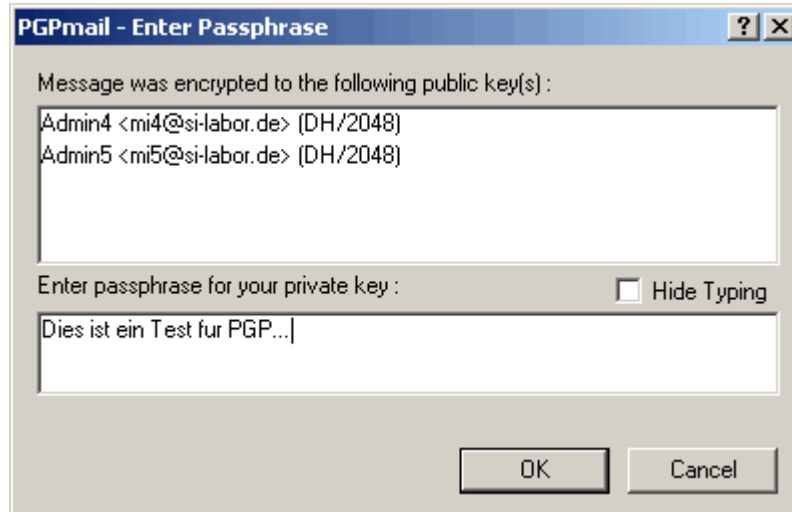 PGPmail - Enter Passphrase
Message was encrypted to the following public key(s) :
Admin4 <mi4@si-labor.de> (DH/2048)
Admin5 <mi5@si-labor.de> (DH/2048)
Enter passphrase for your private key :
Hide Typing
Dies ist ein Test fur PGP...
OK
Cancel